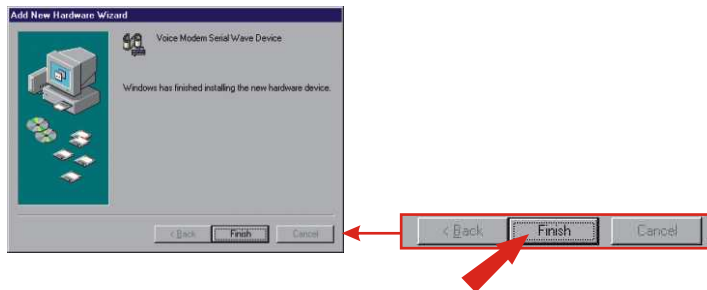 Add New Hardware Wizard
Voice Modem Serial Wave Device
Windows has finished installing the new hardware device.
< Back Finish Cancel
< Back Finish Cancel